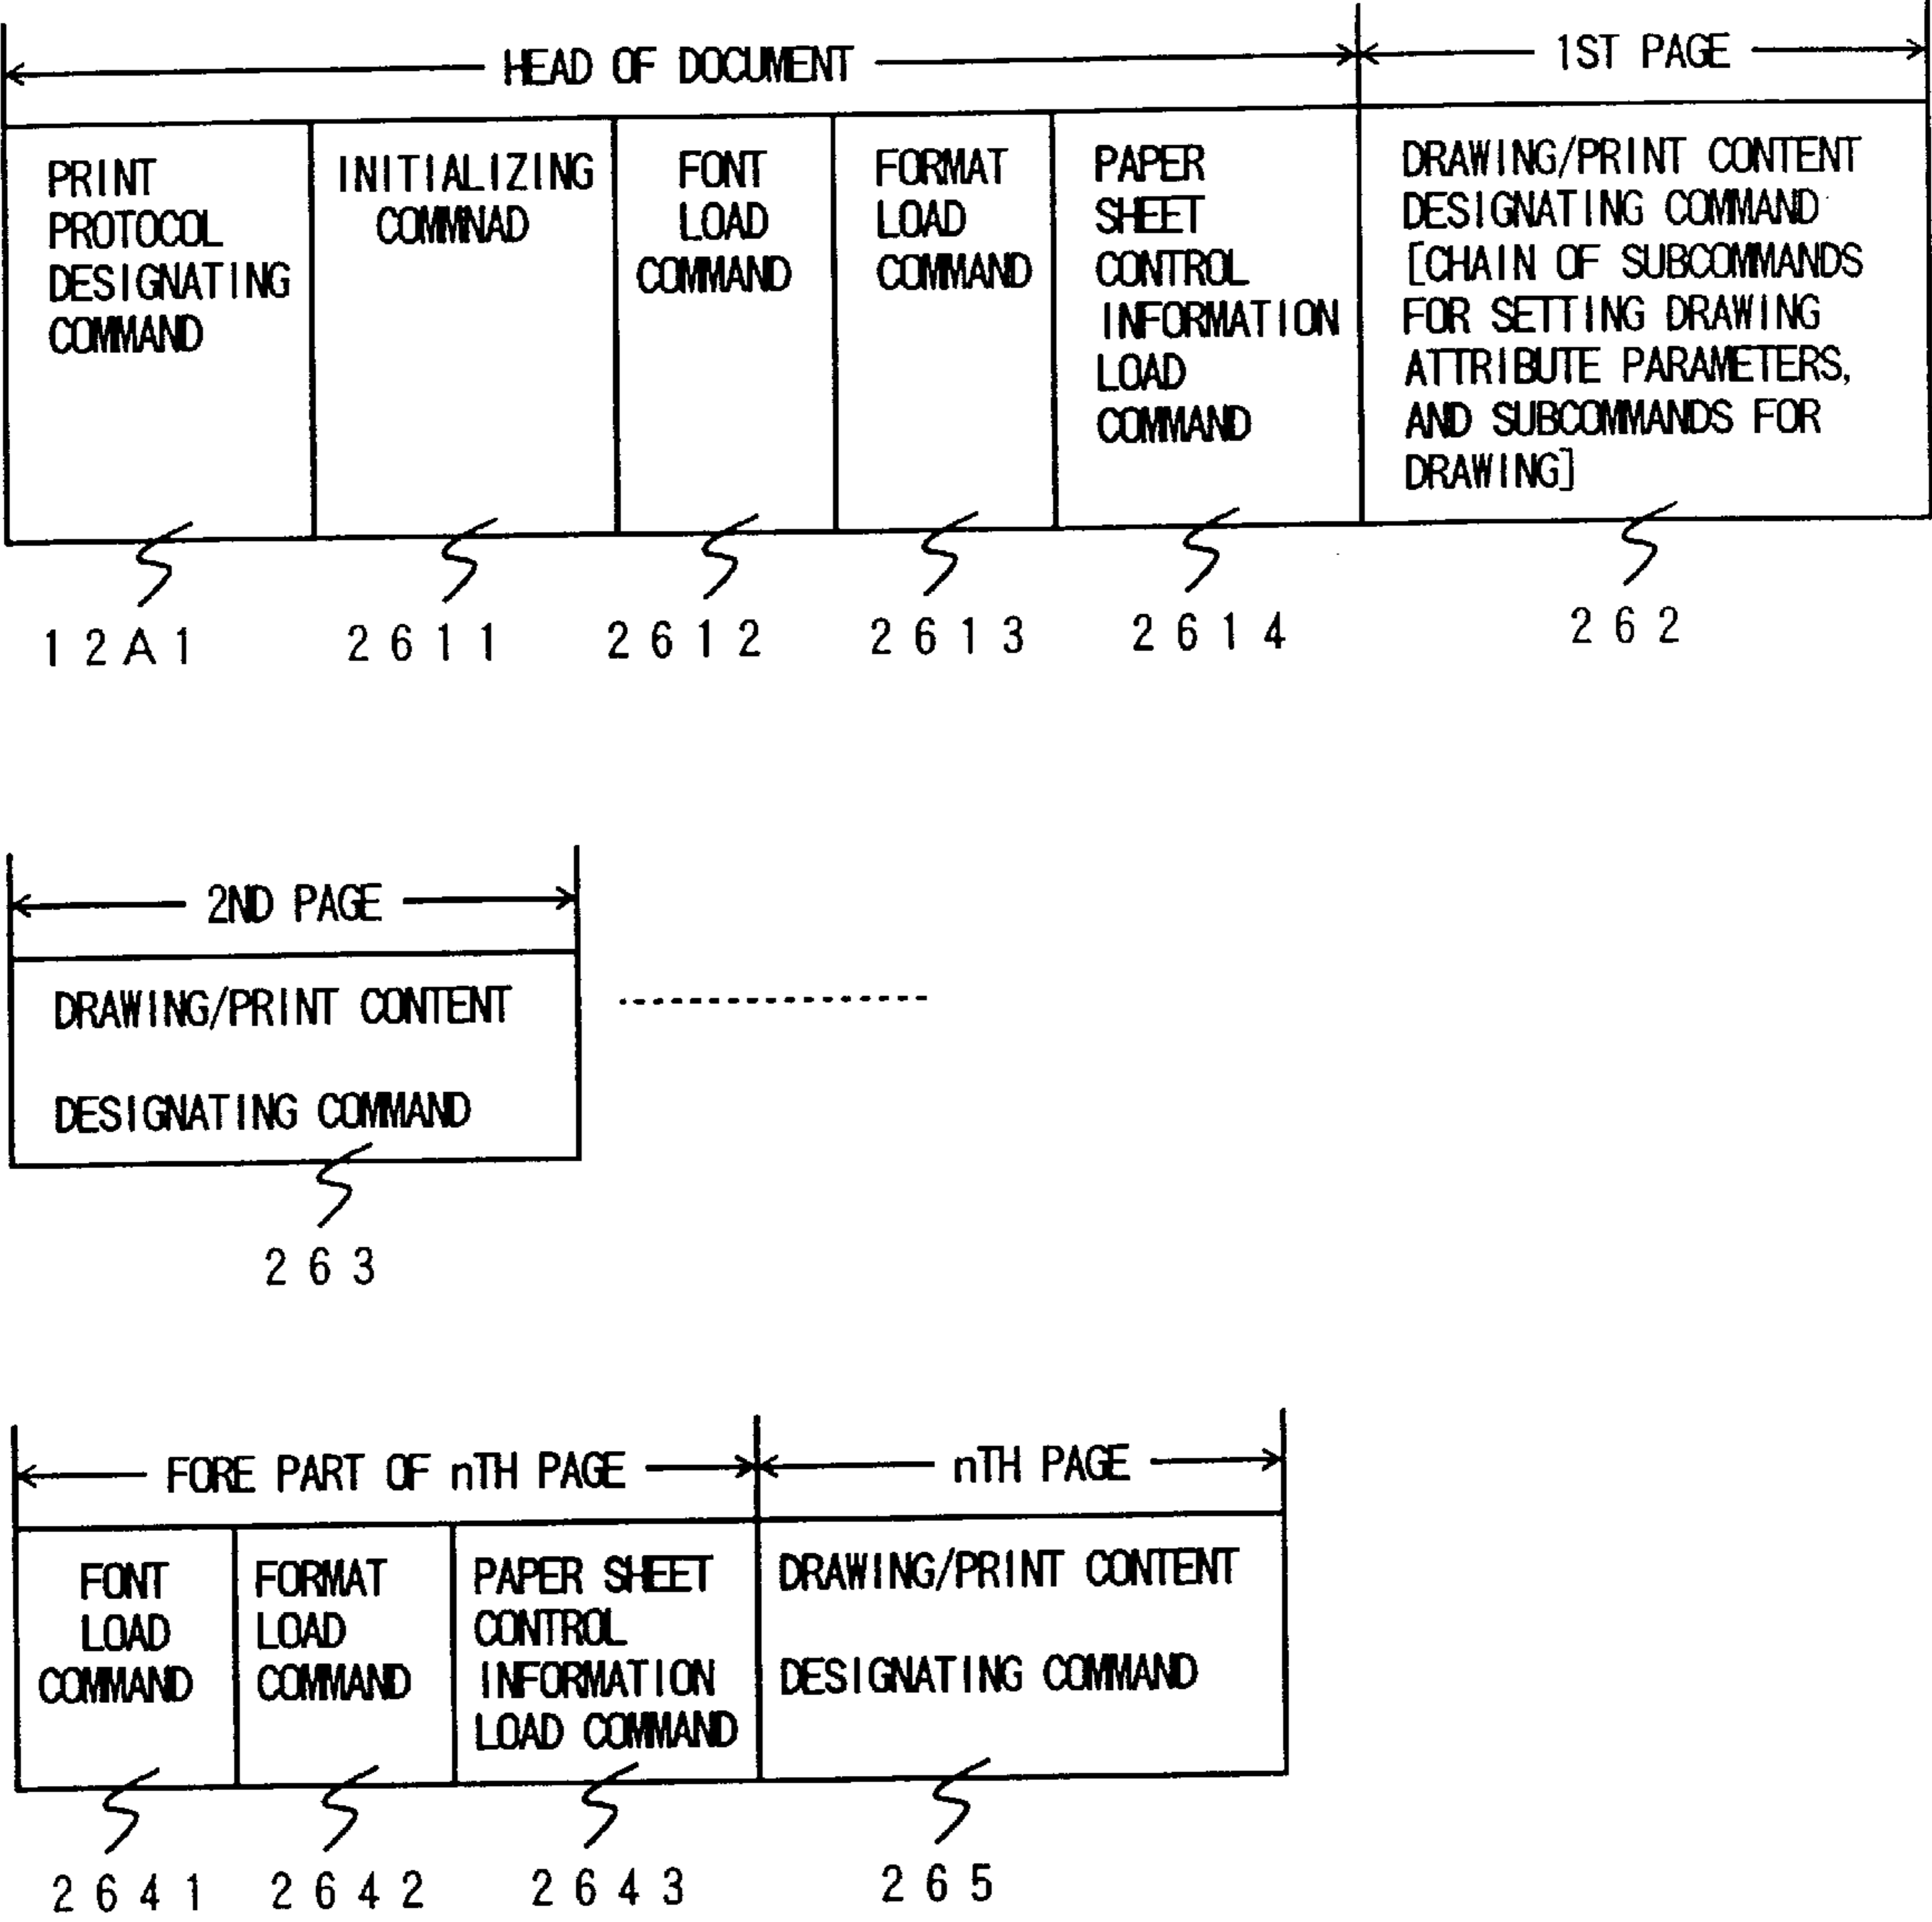 HEAD OF DOCUMENT
1ST PAGE
PRINT
PROTOCOL
DESIGNATING
COMMAND
INITIALIZING
COMMNAD
FONT
LOAD
COMMAND
FORMAT
LOAD
COMMAND
PAPER
SHEET
CONTROL
INFORMATION
LOAD
COMMAND
DRAWING/PRINT CONTENT
DESIGNATING COMMAND
[CHAIN OF SUBCOMMANDS
FOR SETTING DRAWING
ATTRIBUTE PARAMETERS,
AND SUBCOMMANDS FOR
DRAWING]
12A1
2611
2612
2613
2614
262
2ND PAGE
DRAWING/PRINT CONTENT
DESIGNATING COMMAND
263
FORE PART OF nTH PAGE
nTH PAGE
FONT
LOAD
COMMAND
FORMAT
LOAD
COMMAND
PAPER SHEET
CONTROL
INFORMATION
LOAD COMMAND
DRAWING/PRINT CONTENT
DESIGNATING COMMAND
2641
2642
2643
265